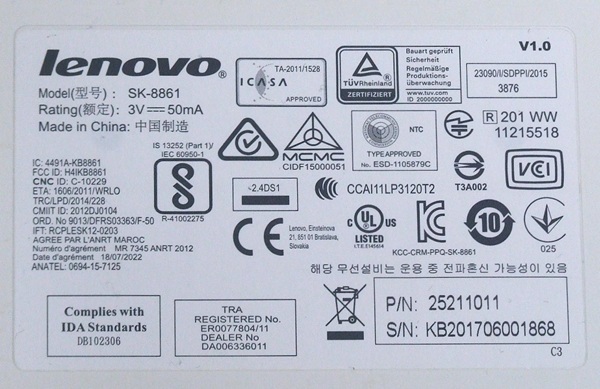 lenovo®
V1.0
Model(型号): SK-8861
Rating(额定): 3V⎓50mA
Made in China: 中国制造
ICASA
TA-2011/1528
APPROVED
TÜVRheinland
ZERTIFIZIERT
Bauart geprüft
Sicherheit
Regelmäßige
Produktions-
überwachung
www.tuv.com
ID 2000000000
23090/I/SDPPI/2015
3876
IC: 4491A-KB8861
FCC ID: H4IKB8861
CNC ID: C-10229
ETA: 1606/2011/WRLO
TRC/LPD/2014/228
CMIIT ID: 2012DJ0104
ORD. No 9013/DFRS03363/F-50
IFT: RCPLESK12-0203
AGREE PAR L'ANRT MAROC
Numéro d'agrément MR 7345 ANRT 2012
Date d'agrément 18/07/2022
ANATEL: 0694-15-7125
IS 13252 (Part 1)/
IEC 60950-1
R-41002275
MCMC
CIDF15000051
NTC
TYPE APPROVED
No. ESD-1105879C
R 201 WW
11215518
T3A002
VCI
2.4DS1
CCAI11LP3120T2
CE
Lenovo, Einsteinova
21, 851 01 Bratislava,
Slovakia
c UL US
LISTED
I.T.E. E145614
KCC-CRM-PPQ-SK-8861
10
025
해당 무선설비는 운용 중 전파혼신 가능성이 있음
Complies with
IDA Standards
DB102306
TRA
REGISTERED No.
ER0077804/11
DEALER No
DA006336011
P/N: 25211011
S/N: KB201706001868
C3